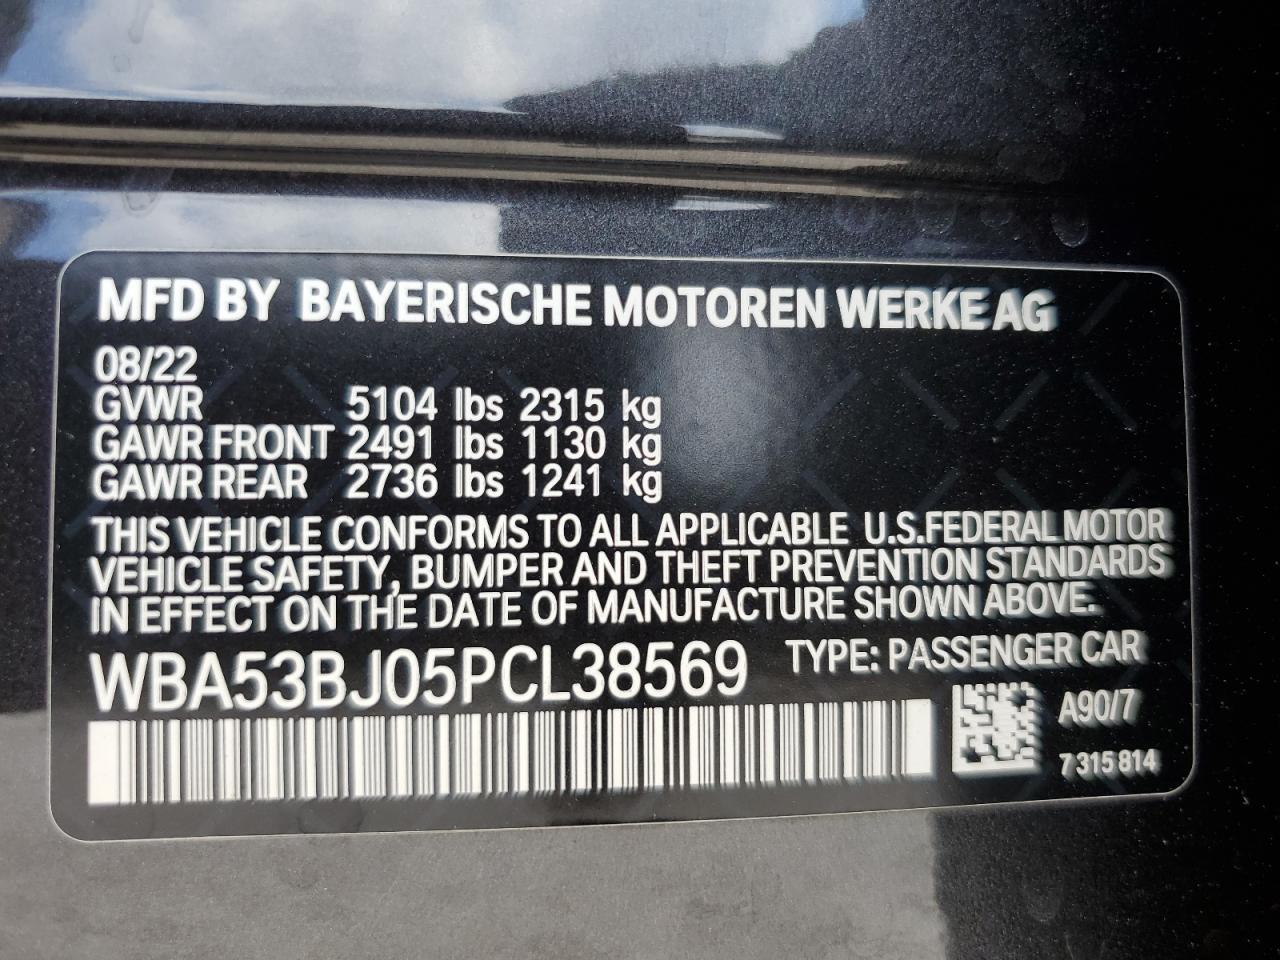 MFD BY BAYERISCHE MOTOREN WERKE AG
08/22
GVWR 5104 lbs 2315 kg
GAWR FRONT 2491 lbs 1130 kg
GAWR REAR 2736 lbs 1241 kg
THIS VEHICLE CONFORMS TO ALL APPLICABLE U.S.FEDERAL MOTOR
VEHICLE SAFETY, BUMPER AND THEFT PREVENTION STANDARDS
IN EFFECT ON THE DATE OF MANUFACTURE SHOWN ABOVE.
WBA53BJ05PCL38569 TYPE: PASSENGER CAR
A90/7
7 315 814